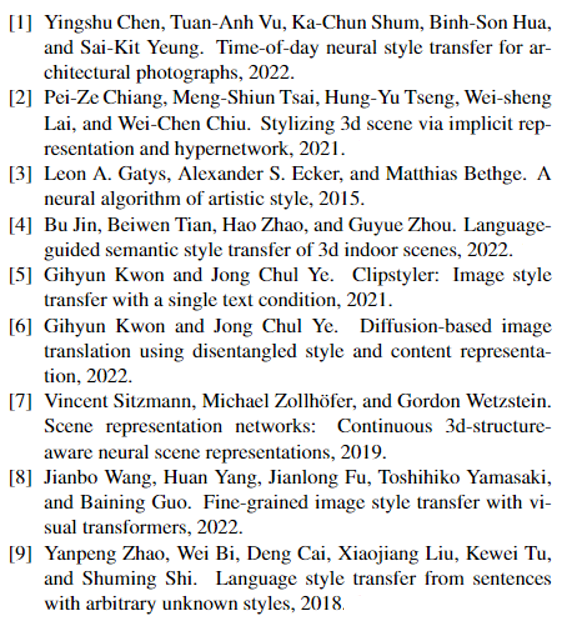 [1] Yingshu Chen, Tuan-Anh Vu, Ka-Chun Shum, Binh-Son Hua,
and Sai-Kit Yeung. Time-of-day neural style transfer for ar-
chitectural photographs, 2022.
[2] Pei-Ze Chiang, Meng-Shiun Tsai, Hung-Yu Tseng, Wei-sheng
Lai, and Wei-Chen Chiu. Stylizing 3d scene via implicit rep-
resentation and hypernetwork, 2021.
[3] Leon A. Gatys, Alexander S. Ecker, and Matthias Bethge. A
neural algorithm of artistic style, 2015.
[4] Bu Jin, Beiwen Tian, Hao Zhao, and Guyue Zhou. Language-
guided semantic style transfer of 3d indoor scenes, 2022.
[5] Gihyun Kwon and Jong Chul Ye. Clipstyler: Image style
transfer with a single text condition, 2021.
[6] Gihyun Kwon and Jong Chul Ye. Diffusion-based image
translation using disentangled style and content representa-
tion, 2022.
[7] Vincent Sitzmann, Michael Zollhöfer, and Gordon Wetzstein.
Scene representation networks: Continuous 3d-structure-
aware neural scene representations, 2019.
[8] Jianbo Wang, Huan Yang, Jianlong Fu, Toshihiko Yamasaki,
and Baining Guo. Fine-grained image style transfer with vi-
sual transformers, 2022.
[9] Yanpeng Zhao, Wei Bi, Deng Cai, Xiaojiang Liu, Kewei Tu,
and Shuming Shi. Language style transfer from sentences
with arbitrary unknown styles, 2018.